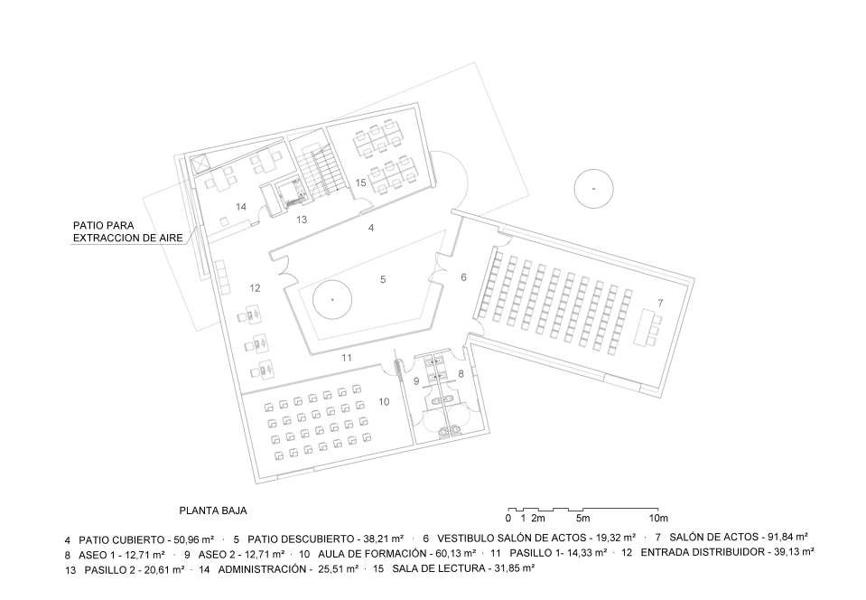 15
14
13
4
PATIO PARA
EXTRACCION DE AIRE
5
6
12
7
11
9
8
10
PLANTA BAJA
0 1 2m 5m 10m
4 PATIO CUBIERTO - 50,96 m² · 5 PATIO DESCUBIERTO - 38,21 m² · 6 VESTIBULO SALÓN DE ACTOS - 19,32 m² · 7 SALÓN DE ACTOS - 91,84 m²
8 ASEO 1 - 12,71 m² · 9 ASEO 2 - 12,71 m² · 10 AULA DE FORMACIÓN - 60,13 m² · 11 PASILLO 1- 14,33 m² · 12 ENTRADA DISTRIBUIDOR - 39,13 m²
13 PASILLO 2 - 20,61 m² · 14 ADMINISTRACIÓN - 25,51 m² · 15 SALA DE LECTURA - 31,85 m²